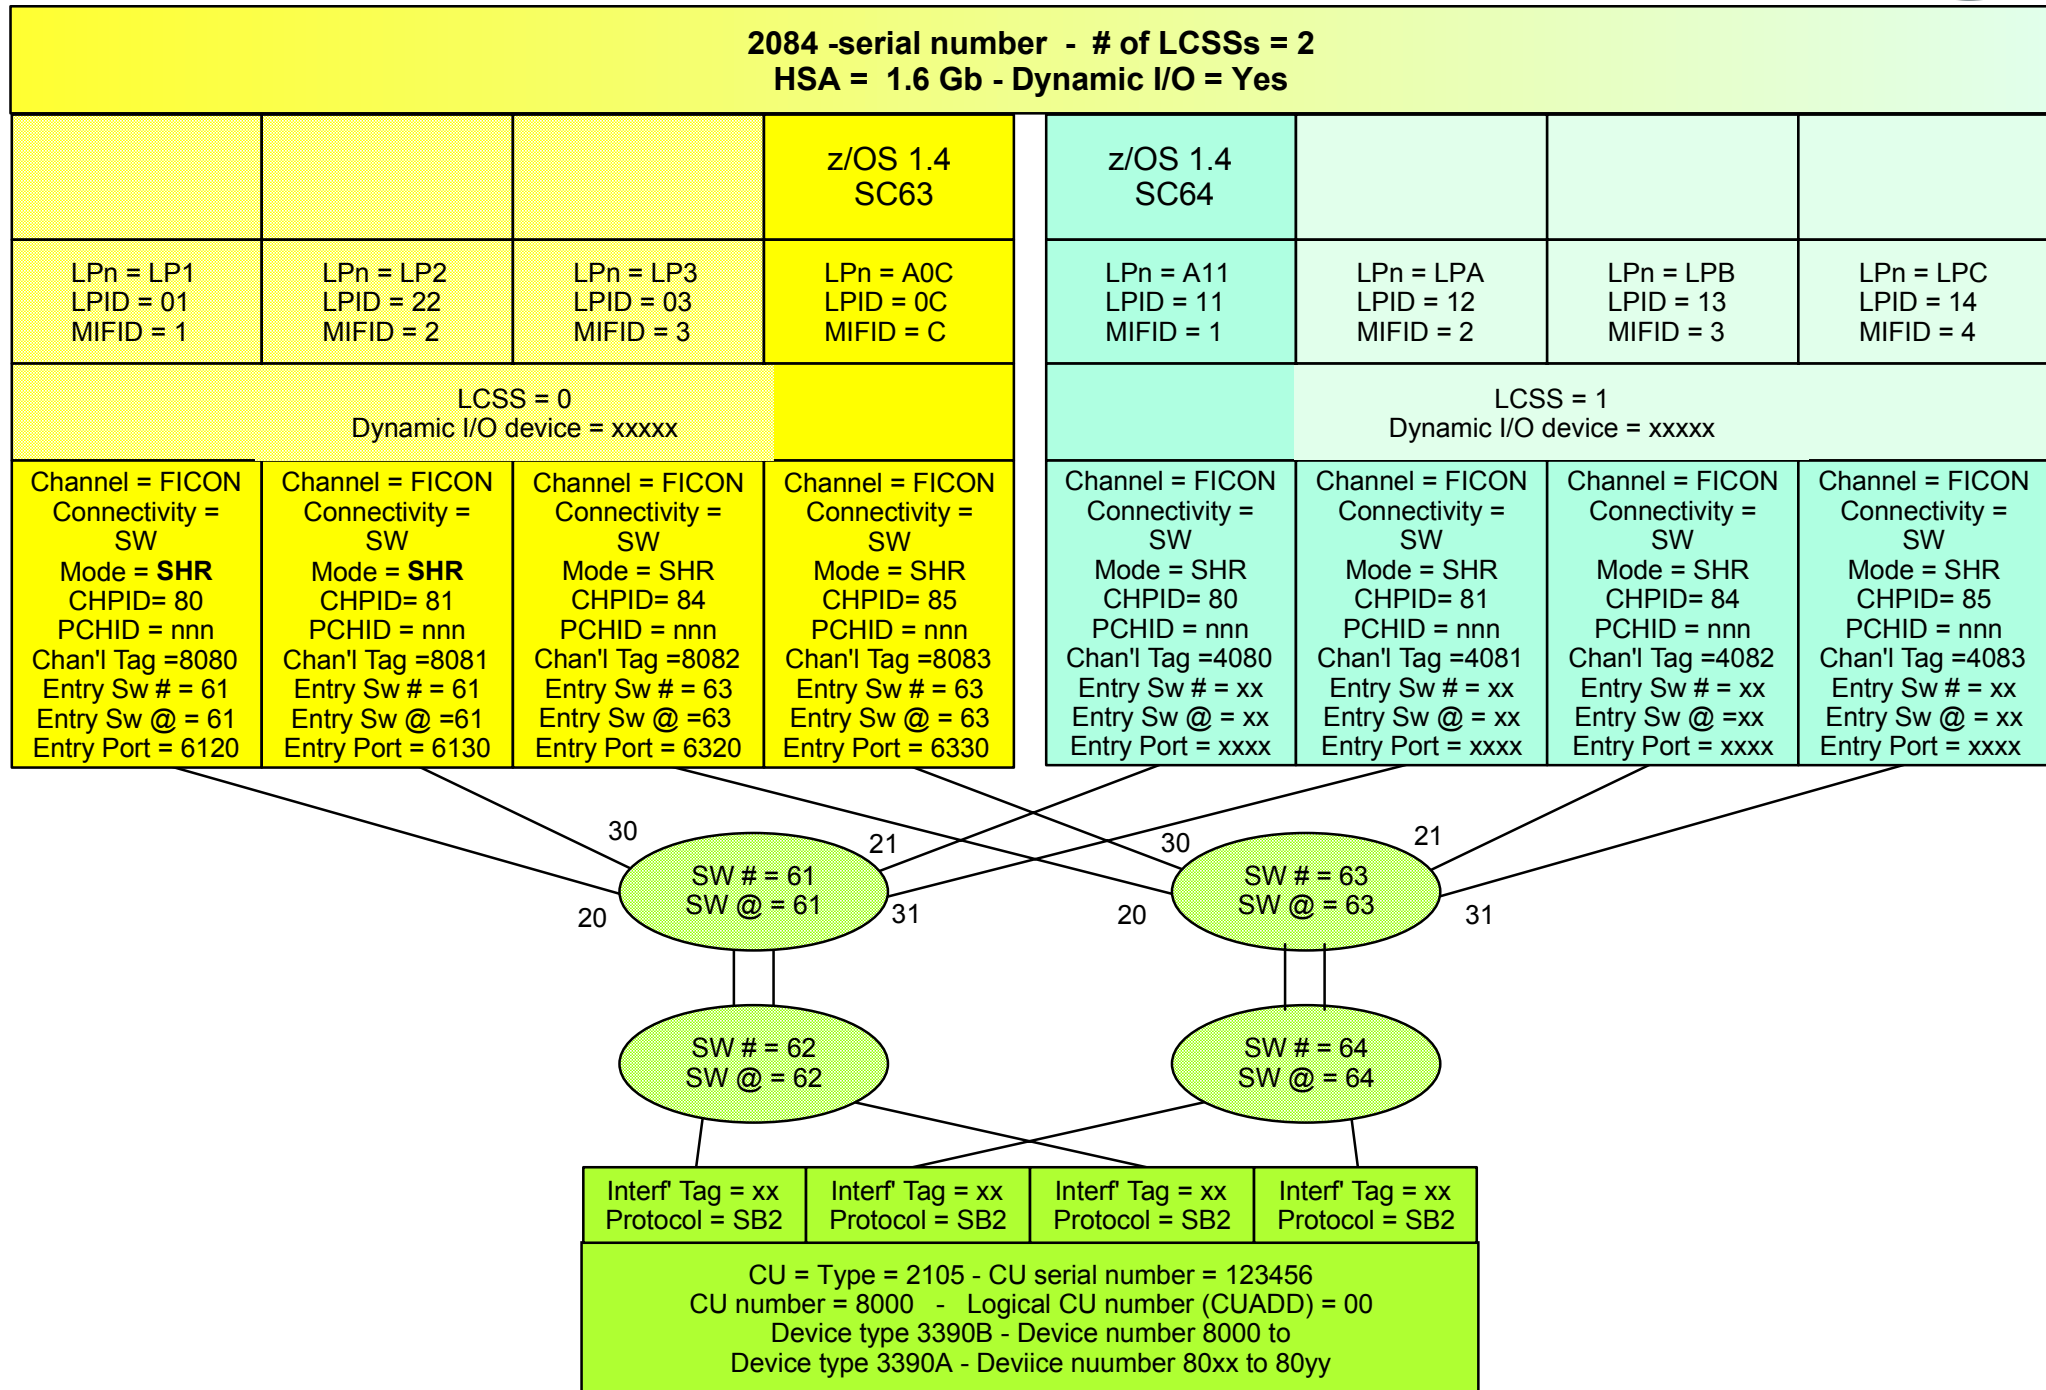 2084 -serial number - # of LCSSs = 2
HSA = 1.6 Gb - Dynamic I/O = Yes
z/OS 1.4
SC63
z/OS 1.4
SC64
LPn = LP1
LPID = 01
MIFID = 1
LPn = LP2
LPID = 22
MIFID = 2
LPn = LP3
LPID = 03
MIFID = 3
LPn = A0C
LPID = 0C
MIFID = C
LPn = A11
LPID = 11
MIFID = 1
LPn = LPA
LPID = 12
MIFID = 2
LPn = LPB
LPID = 13
MIFID = 3
LPn = LPC
LPID = 14
MIFID = 4
LCSS = 0
Dynamic I/O device = xxxxx
LCSS = 1
Dynamic I/O device = xxxxx
Channel = FICON
Connectivity =
SW
Mode = SHR
CHPID= 80
PCHID = nnn
Chan'l Tag =8080
Entry Sw # = 61
Entry Sw @ = 61
Entry Port = 6120
Channel = FICON
Connectivity =
SW
Mode = SHR
CHPID= 81
PCHID = nnn
Chan'l Tag =8081
Entry Sw # = 61
Entry Sw @ =61
Entry Port = 6130
Channel = FICON
Connectivity =
SW
Mode = SHR
CHPID= 84
PCHID = nnn
Chan'l Tag =8082
Entry Sw # = 63
Entry Sw @ =63
Entry Port = 6320
Channel = FICON
Connectivity =
SW
Mode = SHR
CHPID= 85
PCHID = nnn
Chan'l Tag =8083
Entry Sw # = 63
Entry Sw @ = 63
Entry Port = 6330
Channel = FICON
Connectivity =
SW
Mode = SHR
CHPID= 80
PCHID = nnn
Chan'l Tag =4080
Entry Sw # = xx
Entry Sw @ = xx
Entry Port = xxxx
Channel = FICON
Connectivity =
SW
Mode = SHR
CHPID= 81
PCHID = nnn
Chan'l Tag =4081
Entry Sw # = xx
Entry Sw @ = xx
Entry Port = xxxx
Channel = FICON
Connectivity =
SW
Mode = SHR
CHPID= 84
PCHID = nnn
Chan'l Tag =4082
Entry Sw # = xx
Entry Sw @ =xx
Entry Port = xxxx
Channel = FICON
Connectivity =
SW
Mode = SHR
CHPID= 85
PCHID = nnn
Chan'l Tag =4083
Entry Sw # = xx
Entry Sw @ = xx
Entry Port = xxxx
30
21
30
21
SW # = 61
SW @ = 61
SW # = 63
SW @ = 63
20
31
20
31
SW # = 62
SW @ = 62
SW # = 64
SW @ = 64
Interf' Tag = xx
Protocol = SB2
Interf' Tag = xx
Protocol = SB2
Interf' Tag = xx
Protocol = SB2
Interf' Tag = xx
Protocol = SB2
CU = Type = 2105 - CU serial number = 123456
CU number = 8000 - Logical CU number (CUADD) = 00
Device type 3390B - Device number 8000 to
Device type 3390A - Deviice nuumber 80xx to 80yy